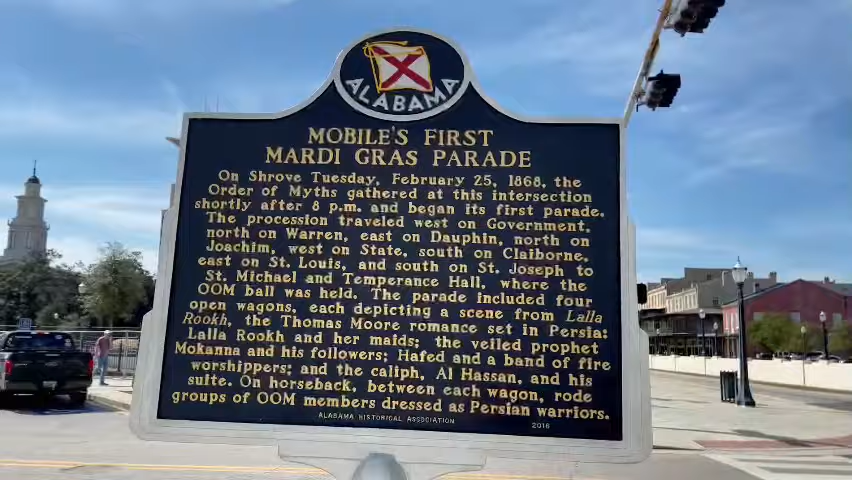 ALABAMA
MOBILE'S FIRST
MARDI GRAS PARADE
On Shrove Tuesday, February 25, 1868, the
Order of Myths gathered at this intersection
shortly after 8 p.m. and began its first parade.
The procession traveled west on Government,
north on Warren, east on Dauphin, north on
Joachim, west on State, south on Claiborne,
east on St. Louis, and south on St. Joseph to
St. Michael and Temperance Hall, where the
OOM ball was held. The parade included four
open wagons, each depicting a scene from Lalla
Rookh, the Thomas Moore romance set in Persia:
Lalla Rookh and her maids; the veiled prophet
Mokanna and his followers; Hafed and a band of fire
worshippers; and the caliph, Al Hassan, and his
suite. On horseback, between each wagon, rode
groups of OOM members dressed as Persian warriors.
ALABAMA HISTORICAL ASSOCIATION 2016